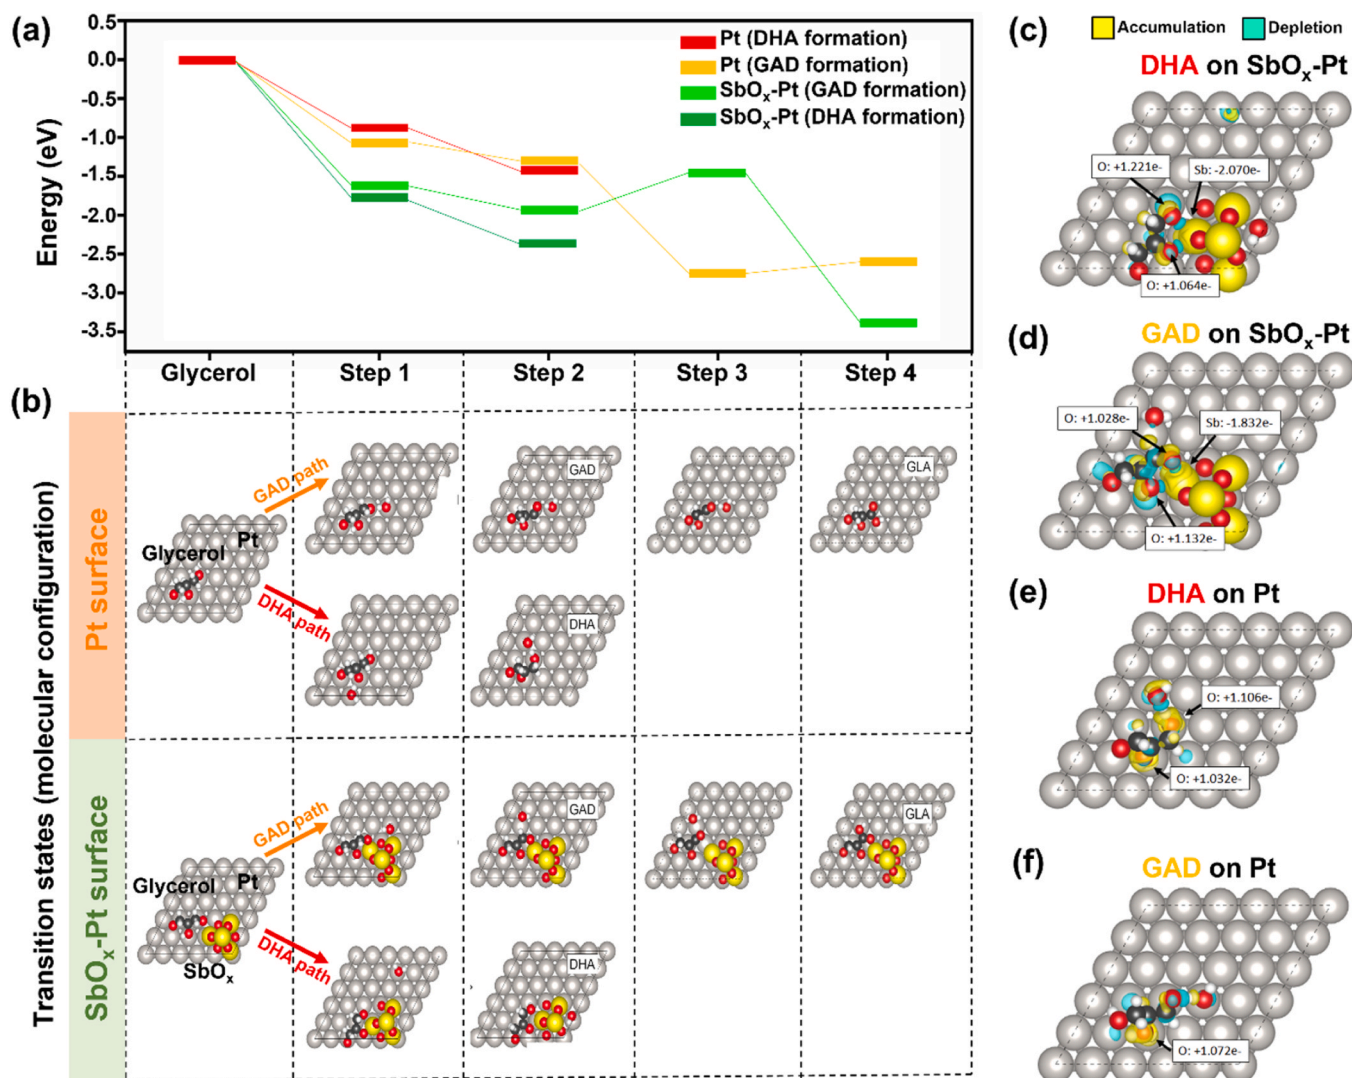 (a)
Energy (eV)
0.5
0.0
-0.5
-1.0
-1.5
-2.0
-2.5
-3.0
-3.5
Pt (DHA formation)
Pt (GAD formation)
SbOₓ-Pt (GAD formation)
SbOₓ-Pt (DHA formation)
Glycerol
Step 1
Step 2
Step 3
Step 4
(b)
Transition states (molecular configuration)
Pt surface
GAD path
Glycerol
Pt
DHA path
GAD
GLA
DHA
SbOₓ-Pt surface
GAD path
Glycerol
Pt
SbOₓ
DHA path
GAD
GLA
DHA
Accumulation
Depletion
(c)
DHA on SbOₓ-Pt
O: +1.221e-
Sb: -2.070e-
O: +1.064e-
(d)
GAD on SbOₓ-Pt
O: +1.028e-
Sb: -1.832e-
O: +1.132e-
(e)
DHA on Pt
O: +1.106e-
O: +1.032e-
(f)
GAD on Pt
O: +1.072e-